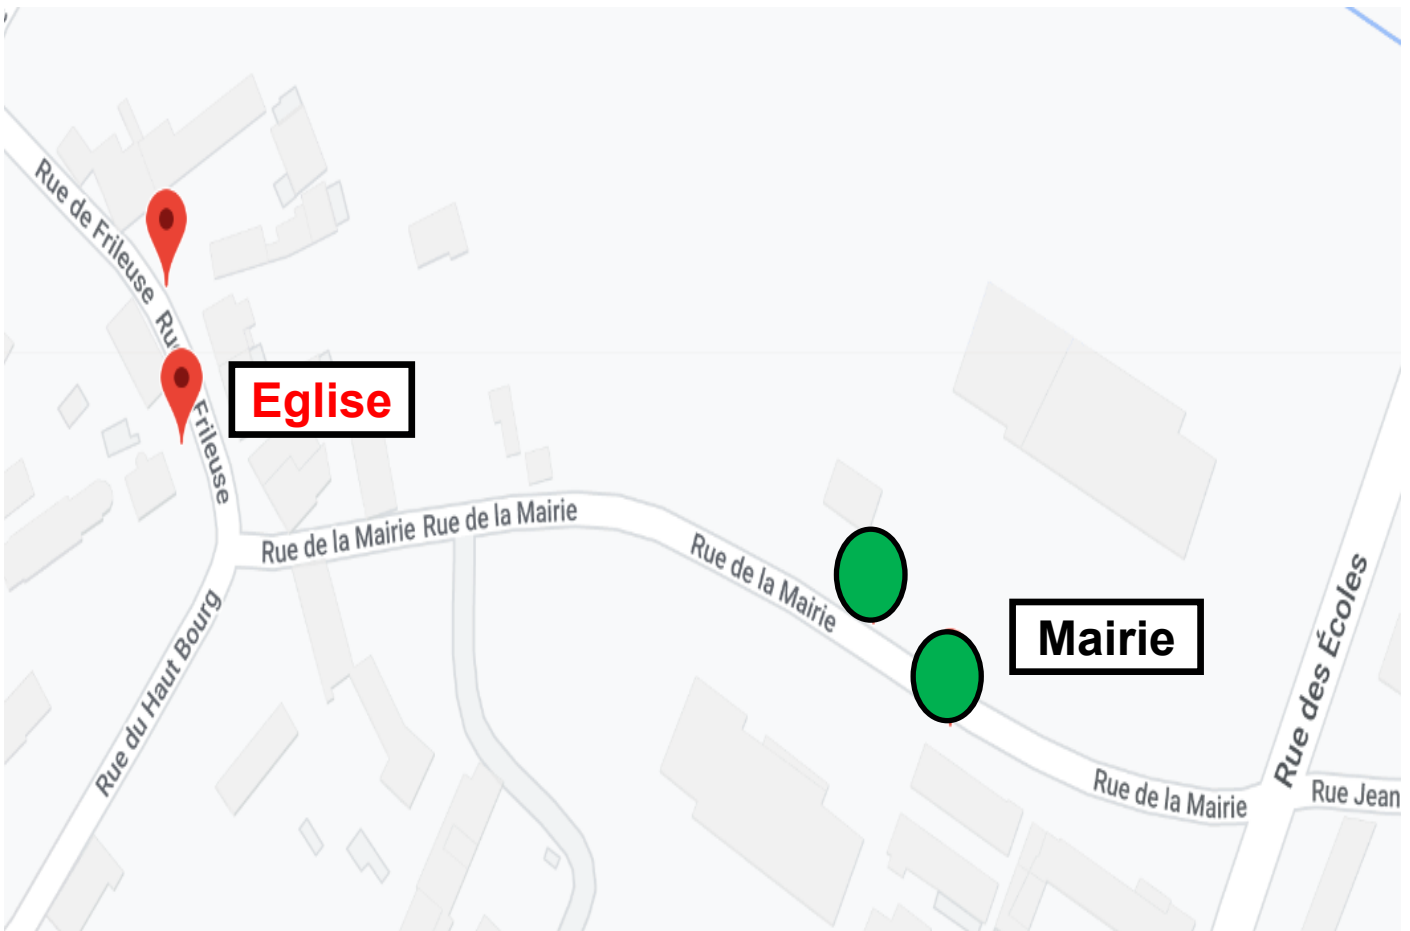 Rue de Frileuse
Frileuse
Eglise
Rue de la Mairie
Rue de la Mairie
Rue de la Mairie
Rue du Haut Bourg
Mairie
Rue des Écoles
Rue de la Mairie
Rue Jean